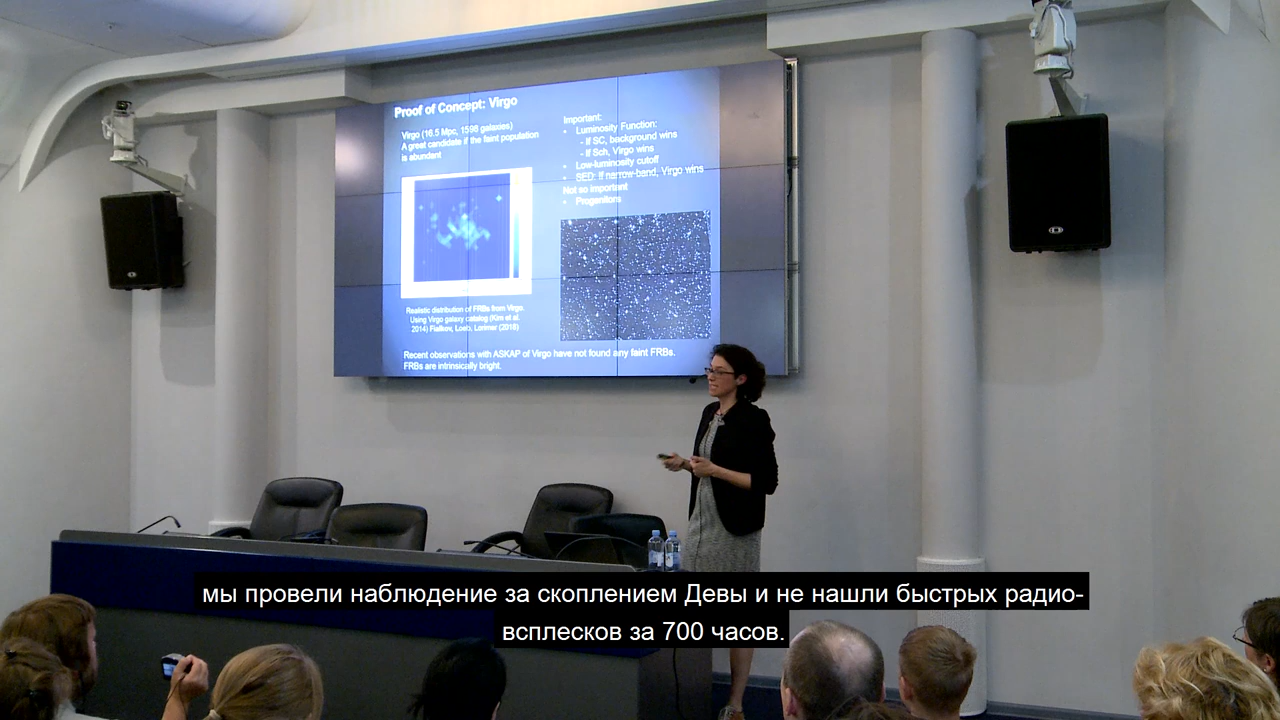 Proof of Concept: Virgo
Virgo (16.5 Mpc, 1596 galaxies)
A great candidate if the faint population
is abundant
Important:
• Luminosity Function:
- If SC, background wins
- If Sch, Virgo wins
• Low-luminosity cutoff
• SED: If narrow-band, Virgo wins
Not so important
• Progenitors
Realistic distribution of FRBs from Virgo.
Using Virgo galaxy catalog (Kim et al.
2014) Fialkov, Loeb, Lorimer (2018)
Recent observations with ASKAP of Virgo have not found any faint FRBs.
FRBs are intrinsically bright.
мы провели наблюдение за скоплением Девы и не нашли быстрых радио-
всплесков за 700 часов.